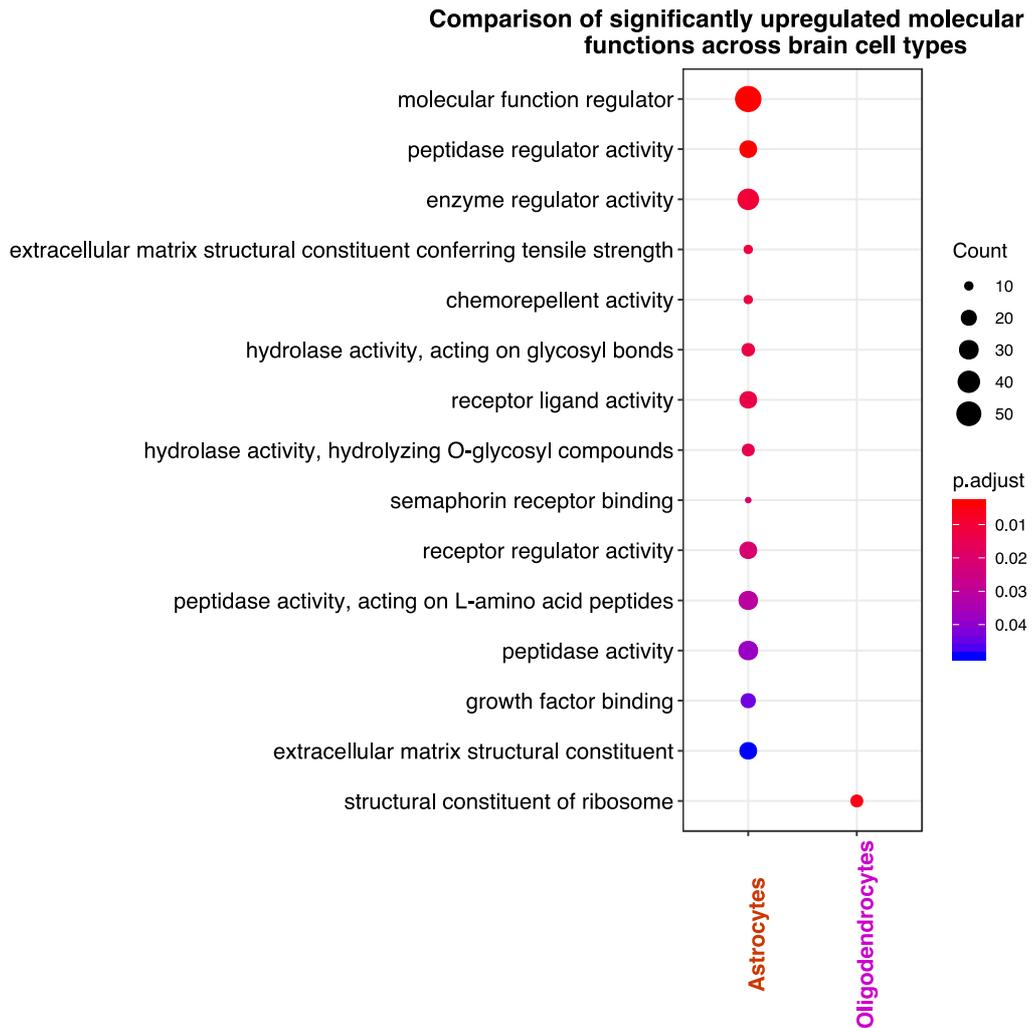 Comparison of significantly upregulated molecular
functions across brain cell types
molecular function regulator
peptidase regulator activity
enzyme regulator activity
extracellular matrix structural constituent conferring tensile strength
chemorepellent activity
hydrolase activity, acting on glycosyl bonds
receptor ligand activity
hydrolase activity, hydrolyzing O-glycosyl compounds
semaphorin receptor binding
receptor regulator activity
peptidase activity, acting on L-amino acid peptides
peptidase activity
growth factor binding
extracellular matrix structural constituent
structural constituent of ribosome
Astrocytes
Oligodendrocytes
Count
10
20
30
40
50
p.adjust
0.01
0.02
0.03
0.04